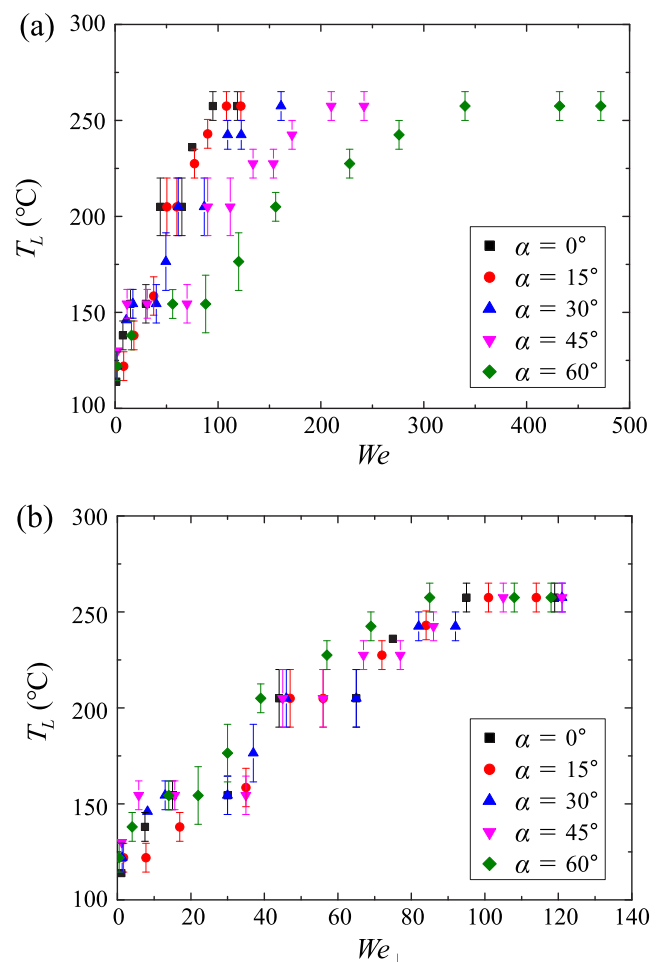 (a)
300
250
200
150
100
T_L (°C)
0 100 200 300 400 500
We
α = 0°
α = 15°
α = 30°
α = 45°
α = 60°
(b)
300
250
200
150
100
T_L (°C)
0 20 40 60 80 100 120 140
We⊥
α = 0°
α = 15°
α = 30°
α = 45°
α = 60°